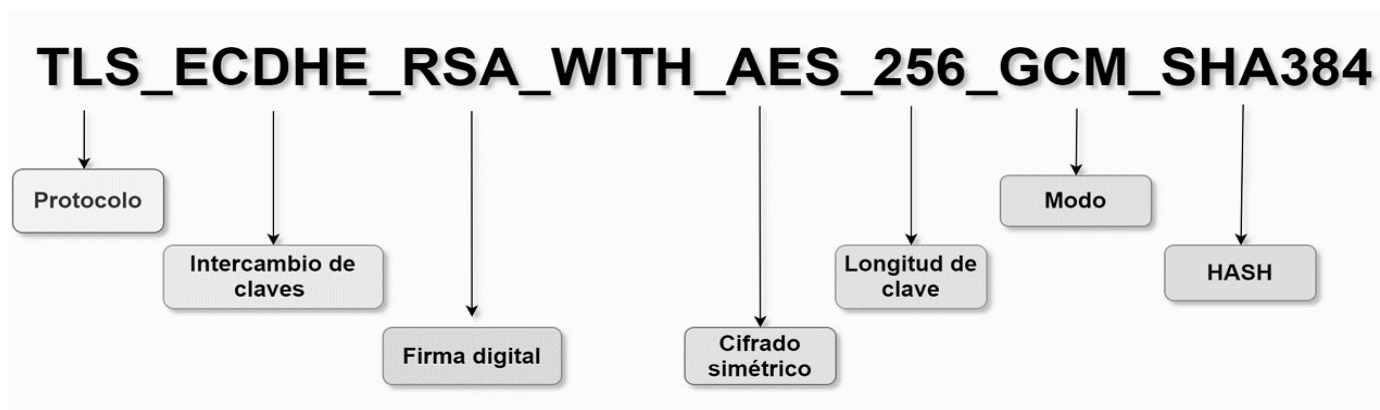 TLS_ECDHE_RSA_WITH_AES_256_GCM_SHA384
Protocolo
Intercambio de
claves
Firma digital
Cifrado
simétrico
Longitud de
clave
Modo
HASH